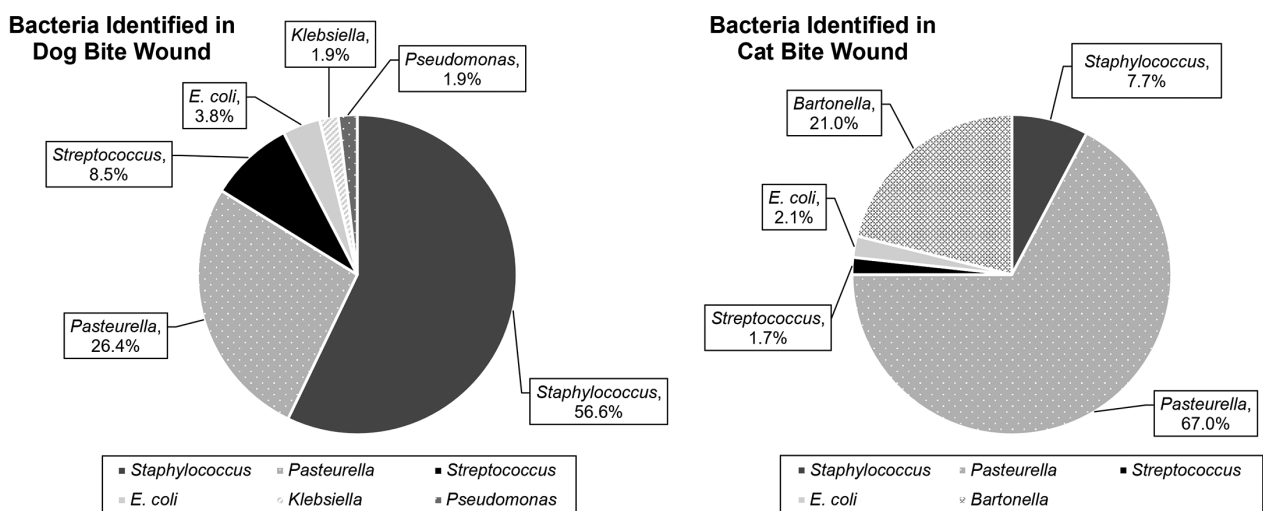 Bacteria Identified in
Dog Bite Wound
Klebsiella,
1.9%
Pseudomonas,
1.9%
E. coli,
3.8%
Streptococcus,
8.5%
Pasteurella,
26.4%
Staphylococcus,
56.6%
Staphylococcus Pasteurella Streptococcus
E. coli Klebsiella Pseudomonas
Bacteria Identified in
Cat Bite Wound
Staphylococcus,
7.7%
Bartonella,
21.0%
E. coli,
2.1%
Streptococcus,
1.7%
Pasteurella,
67.0%
Staphylococcus Pasteurella Streptococcus
E. coli Bartonella